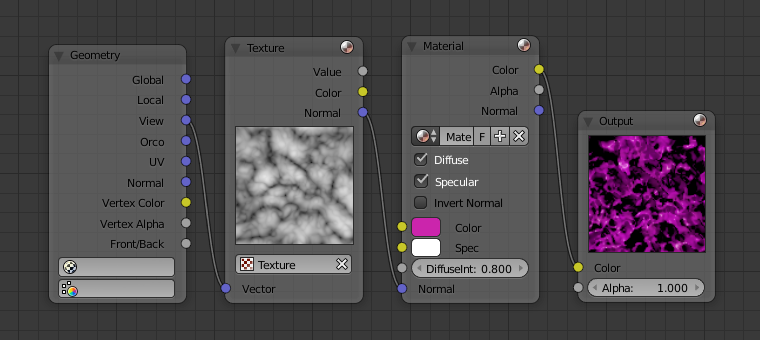 Geometry
Global
Local
View
Orco
UV
Normal
Vertex Color
Vertex Alpha
Front/Back
Texture
Value
Color
Normal
Texture
Vector
Material
Color
Alpha
Normal
Mate F
Diffuse
Specular
Invert Normal
Color
Spec
DiffuseInt: 0.800
Normal
Output
Color
Alpha: 1.000